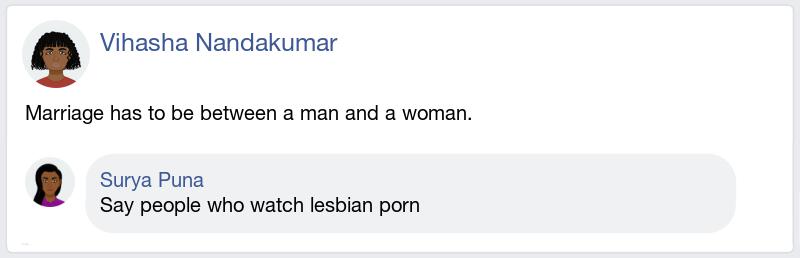 Vihasha Nandakumar
Marriage has to be between a man and a woman.
Surya Puna
Say people who watch lesbian porn